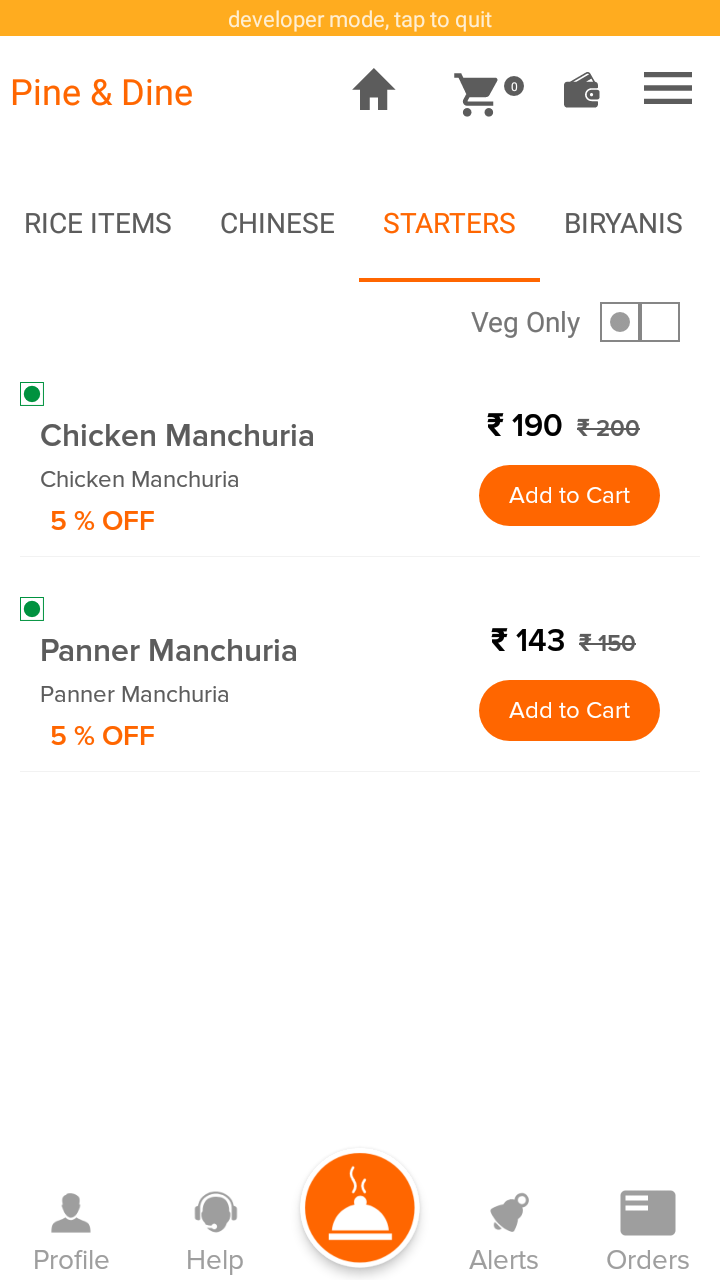 developer mode, tap to quit
Pine & Dine
0
RICE ITEMS CHINESE STARTERS BIRYANIS
Veg Only
Chicken Manchuria
₹ 190 ₹ 200
Chicken Manchuria
Add to Cart
5 % OFF
Panner Manchuria
₹ 143 ₹ 150
Panner Manchuria
Add to Cart
5 % OFF
Profile Help Alerts Orders